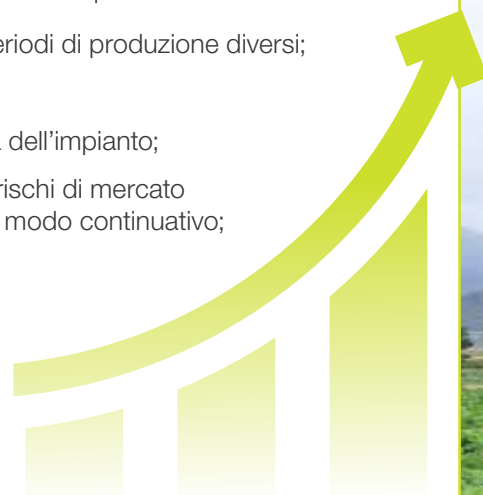 eriodi di produzione diversi;
dell'impianto;
rischi di mercato
modo continuativo;